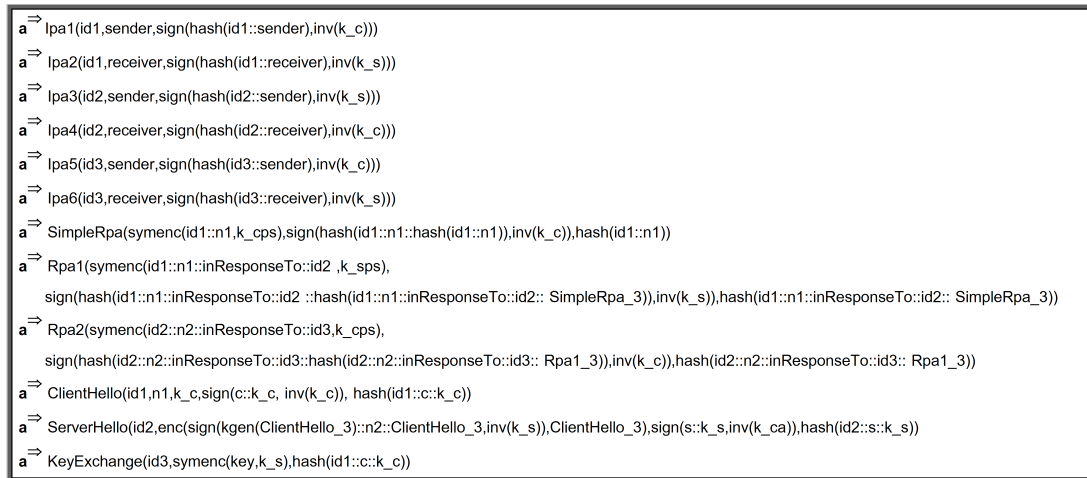 a⇒ Ipa1(id1,sender,sign(hash(id1::sender),inv(k_c)))
a⇒ Ipa2(id1,receiver,sign(hash(id1::receiver),inv(k_s)))
a⇒ Ipa3(id2,sender,sign(hash(id2::sender),inv(k_s)))
a⇒ Ipa4(id2,receiver,sign(hash(id2::receiver),inv(k_c)))
a⇒ Ipa5(id3,sender,sign(hash(id3::sender),inv(k_c)))
a⇒ Ipa6(id3,receiver,sign(hash(id3::receiver),inv(k_s)))
a⇒ SimpleRpa(symenc(id1::n1,k_cps),sign(hash(id1::n1::hash(id1::n1)),inv(k_c)),hash(id1::n1))
a⇒ Rpa1(symenc(id1::n1::inResponseTo::id2 ,k_sps),
sign(hash(id1::n1::inResponseTo::id2 ::hash(id1::n1::inResponseTo::id2:: SimpleRpa_3)),inv(k_s)),hash(id1::n1::inResponseTo::id2:: SimpleRpa_3))
a⇒ Rpa2(symenc(id2::n2::inResponseTo::id3,k_cps),
sign(hash(id2::n2::inResponseTo::id3::hash(id2::n2::inResponseTo::id3:: Rpa1_3)),inv(k_c)),hash(id2::n2::inResponseTo::id3:: Rpa1_3))
a⇒ ClientHello(id1,n1,k_c,sign(c::k_c, inv(k_c)), hash(id1::c::k_c))
a⇒ ServerHello(id2,enc(sign(kgen(ClientHello_3)::n2::ClientHello_3,inv(k_s)),ClientHello_3),sign(s::k_s,inv(k_ca)),hash(id2::s::k_s))
a⇒ KeyExchange(id3,symenc(key,k_s),hash(id1::c::k_c))